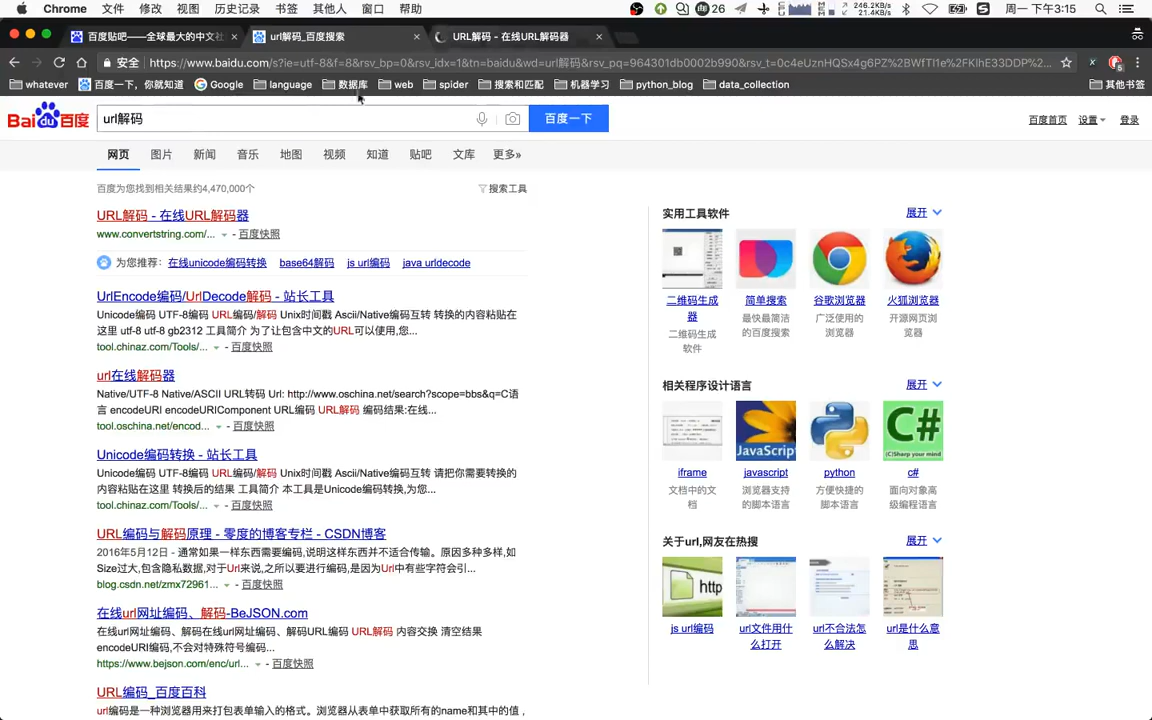 Chrome 文件 修改 视图 历史记录 书签 其他人 窗口 帮助 26 246.2KB/s 21.4KB/s 周一 下午3:15
百度贴吧——全球最大的中文社 url解码_百度搜索 URL解码 - 在线URL解码器
安全 https://www.baidu.com/s?ie=utf-8&f=8&rsv_bp=0&rsv_idx=1&tn=baidu&wd=url解码&rsv_pq=964301db0002b990&rsv_t=0c4eUznHQSx4g6PZ%2BWfTl1e%2FKlhE33DDP%2B...
whatever 百度一下，你就知道 Google language 数据库 web spider 搜索和匹配 机器学习 python_blog data_collection 其他书签
Bai du 百度 url解码 百度一下 百度首页 设置 登录
网页 图片 新闻 音乐 地图 视频 知道 贴吧 文库 更多»
百度为您找到相关结果约4,470,000个 搜索工具
URL解码 - 在线URL解码器
www.convertstring.com/... - 百度快照
为您推荐： 在线unicode编码转换 base64解码 js url编码 java urldecode
UrlEncode编码/UrlDecode解码 - 站长工具
Unicode编码 UTF-8编码 URL编码/解码 Unix时间戳 Ascii/Native编码互转 转换的内容粘贴在
这里 utf-8 utf-8 gb2312 工具简介 为了让包含中文的URL可以使用,您...
tool.chinaz.com/Tools/... - 百度快照
url在线解码器
Native/UTF-8 Native/ASCII URL转码 Url: http://www.oschina.net/search?scope=bbs&q=C语
言 encodeURI encodeURIComponent URL编码 URL解码 编码结果:在线...
tool.oschina.net/encod... - 百度快照
Unicode编码转换 - 站长工具
Unicode编码 UTF-8编码 URL编码/解码 Unix时间戳 Ascii/Native编码互转 请把你需要转换的
内容粘贴在这里 转换后的结果 工具简介 本工具是Unicode编码转换,为您...
tool.chinaz.com/Tools/... - 百度快照
URL编码与解码原理 - 零度的博客专栏 - CSDN博客
2016年5月12日 - 通常如果一样东西需要编码,说明这样东西并不适合传输。原因多种多样,如
Size过大,包含隐私数据,对于Url来说,之所以要进行编码,是因为Url中有些字符会引...
blog.csdn.net/zmx72961... - 百度快照
在线url网址编码、解码-BeJSON.com
在线url网址编码、解码在线url网址编码、解码URL编码 URL解码 内容交换 清空结果
encodeURI编码,不会对特殊符号编码...
https://www.bejson.com/enc/url... - 百度快照
URL编码_百度百科
url编码是一种浏览器用来打包表单输入的格式。浏览器从表单中获取所有的name和其中的值 ,
实用工具软件 展开
二维码生成器 简单搜索 谷歌浏览器 火狐浏览器
二维码生成软件 最快最简洁的百度搜索 广泛使用的浏览器 开源网页浏览器
相关程序设计语言 展开
JavaScript C# (C)Sharp your mind
iframe javascript python c#
文档中的文档 浏览器支持的脚本语言 方便快捷的脚本语言 面向对象高级编程语言
关于url,网友在热搜 展开
http
js url编码 url文件用什么打开 url不合法怎么解决 url是什么意思